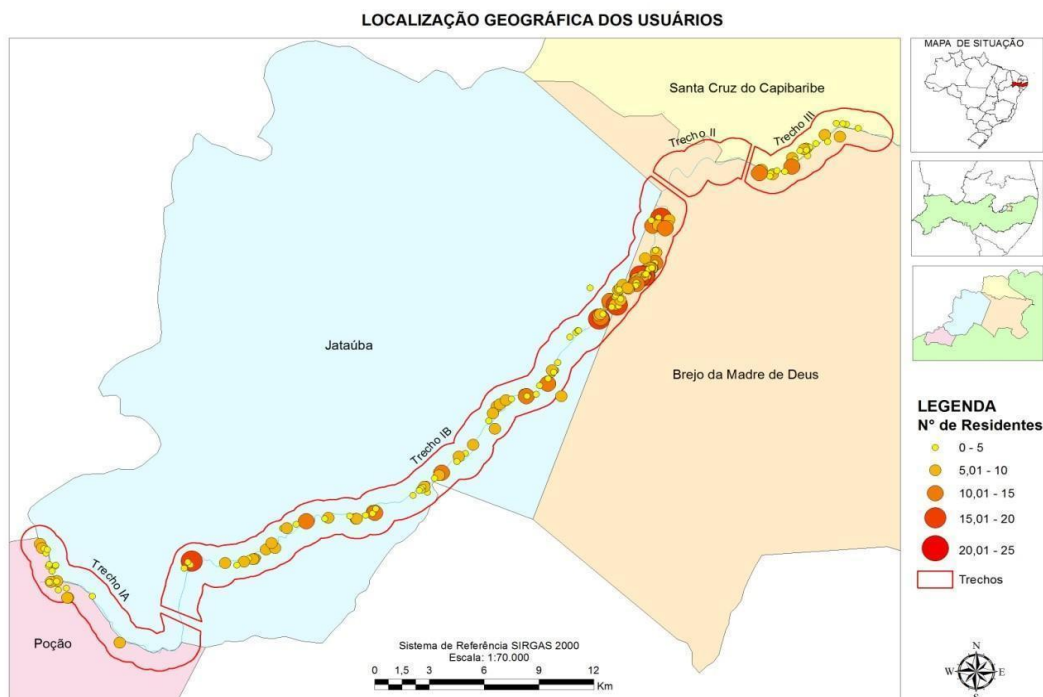 LOCALIZAÇÃO GEOGRÁFICA DOS USUÁRIOS
MAPA DE SITUAÇÃO
Santa Cruz do Capibaribe
Trecho II
Trecho III
Jataúba
Brejo da Madre de Deus
Trecho IB
Trecho IA
Poção
LEGENDA
N° de Residentes
0 - 5
5,01 - 10
10,01 - 15
15,01 - 20
20,01 - 25
Trechos
Sistema de Referência SIRGAS 2000
Escala: 1:70.000
0 1,5 3 6 9 12
Km
N
W E
S